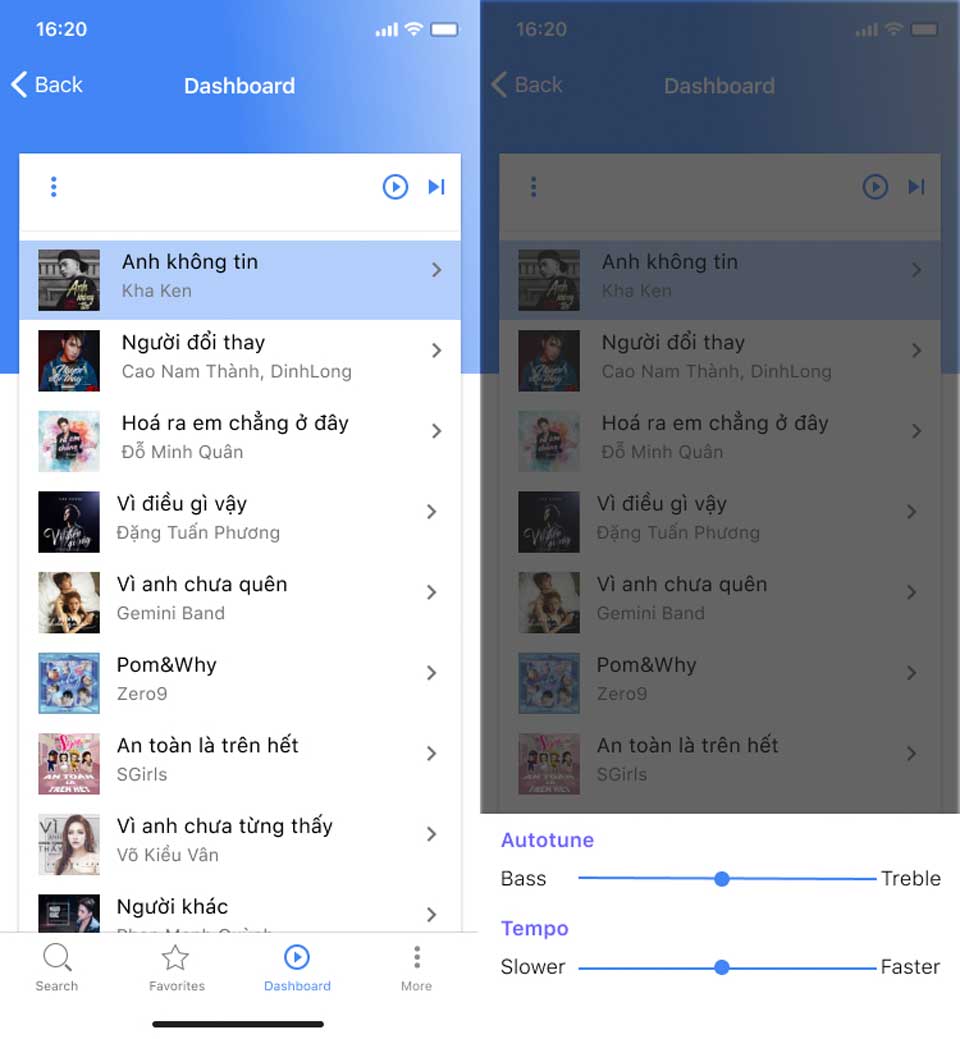 16:20
Back
Dashboard
Anh không tin
Kha Ken
Người đổi thay
Cao Nam Thành, DinhLong
Hoá ra em chẳng ở đây
Đỗ Minh Quân
Vì điều gì vậy
Đặng Tuấn Phương
Vì anh chưa quên
Gemini Band
Pom&Why
Zero9
An toàn là trên hết
SGirls
Vì anh chưa từng thấy
Võ Kiều Vân
Người khác
Search
Favorites
Dashboard
More
16:20
Back
Dashboard
Anh không tin
Kha Ken
Người đổi thay
Cao Nam Thành, DinhLong
Hoá ra em chẳng ở đây
Đỗ Minh Quân
Vì điều gì vậy
Đặng Tuấn Phương
Vì anh chưa quên
Gemini Band
Pom&Why
Zero9
An toàn là trên hết
SGirls
Autotune
Bass Treble
Tempo
Slower Faster